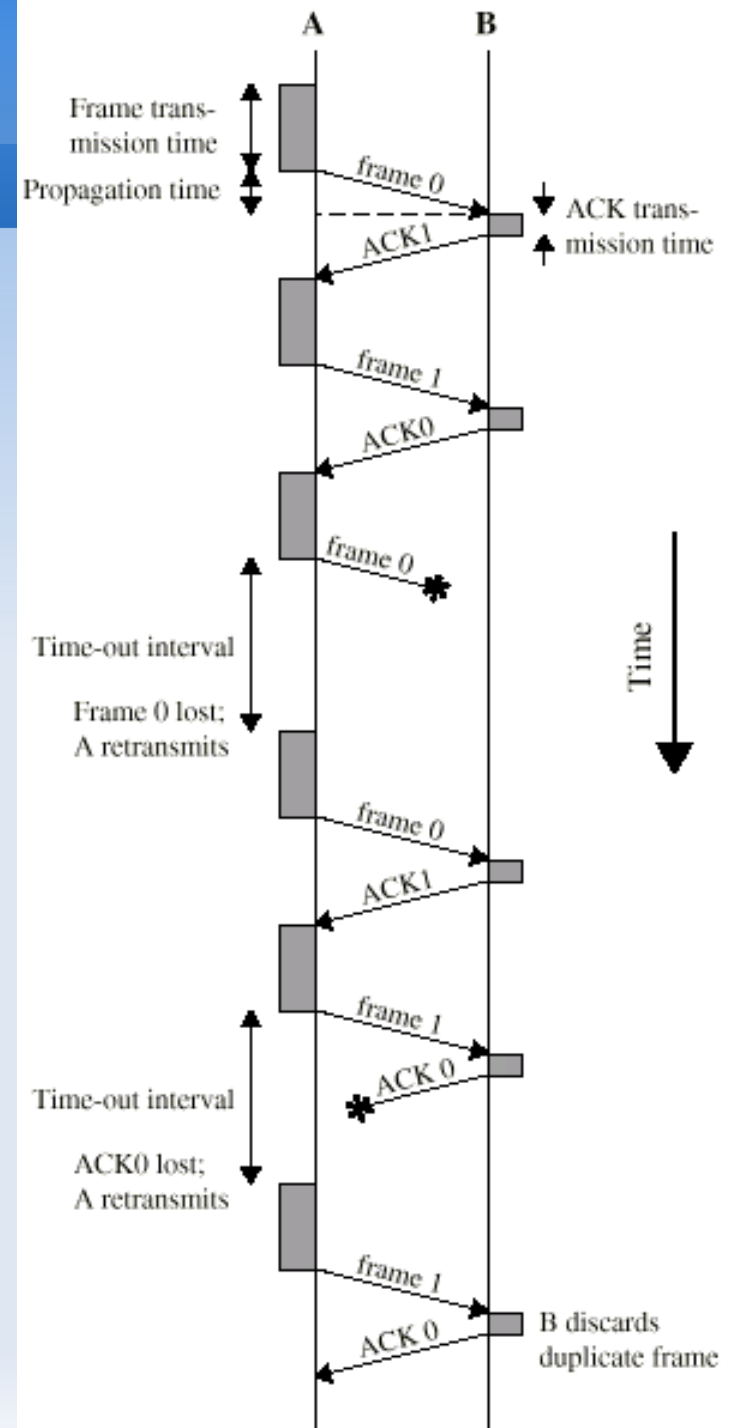 A
B
Frame trans-
mission time
Propagation time
frame 0
ACK trans-
mission time
ACK1
frame 1
ACK0
frame 0
Time-out interval
Time
Frame 0 lost;
A retransmits
frame 0
ACK1
frame 1
ACK 0
Time-out interval
ACK0 lost;
A retransmits
frame 1
B discards
duplicate frame
ACK 0